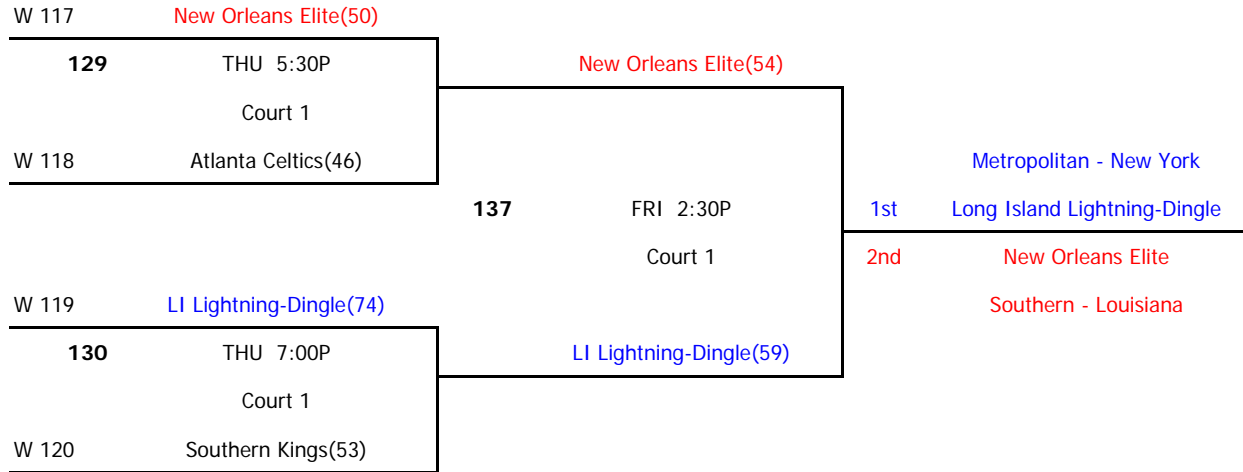 W 117 New Orleans Elite(50)
129 THU 5:30P New Orleans Elite(54)
Court 1
W 118 Atlanta Celtics(46) Metropolitan - New York
137 FRI 2:30P 1st Long Island Lightning-Dingle
Court 1 2nd New Orleans Elite
W 119 LI Lightning-Dingle(74) Southern - Louisiana
130 THU 7:00P LI Lightning-Dingle(59)
Court 1
W 120 Southern Kings(53)